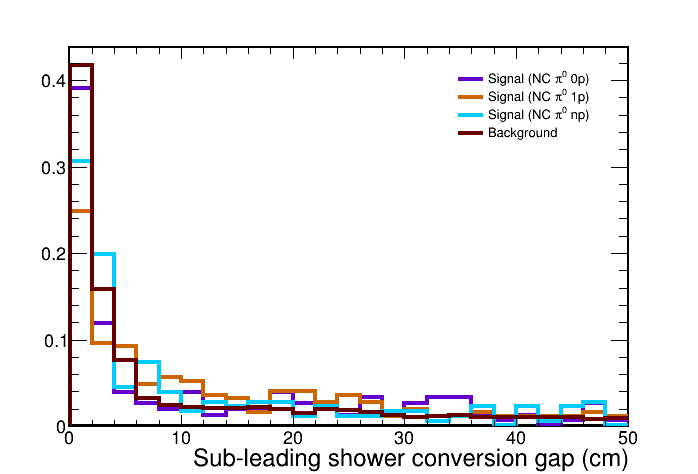 Signal (NC π⁰ 0p)
Signal (NC π⁰ 1p)
Signal (NC π⁰ np)
Background
0.4
0.3
0.2
0.1
0
0 10 20 30 40 50
Sub-leading shower conversion gap (cm)